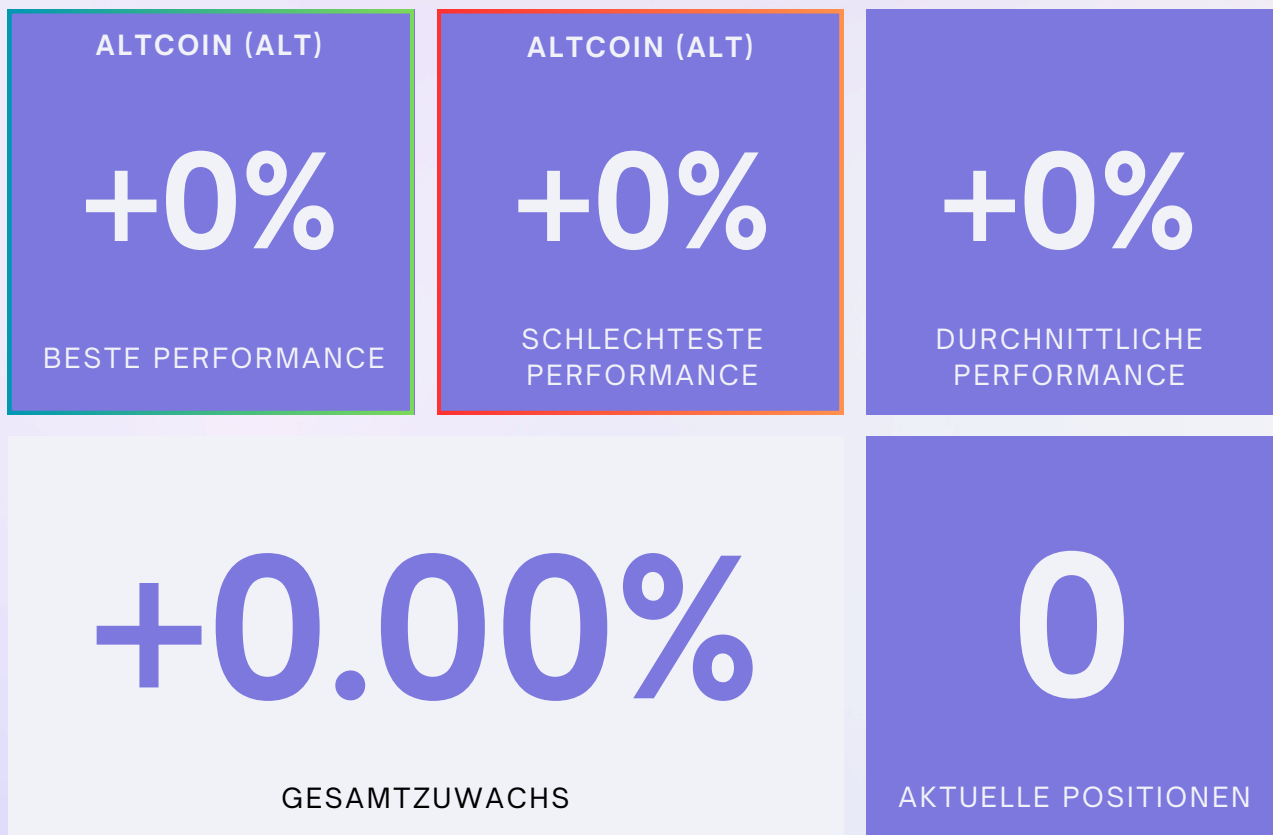 ALTCOIN (ALT)
+0%
BESTE PERFORMANCE
ALTCOIN (ALT)
+0%
SCHLECHTESTE
PERFORMANCE
+0%
DURCHNITTLICHE
PERFORMANCE
+0.00%
GESAMTZUWACHS
0
AKTUELLE POSITIONEN